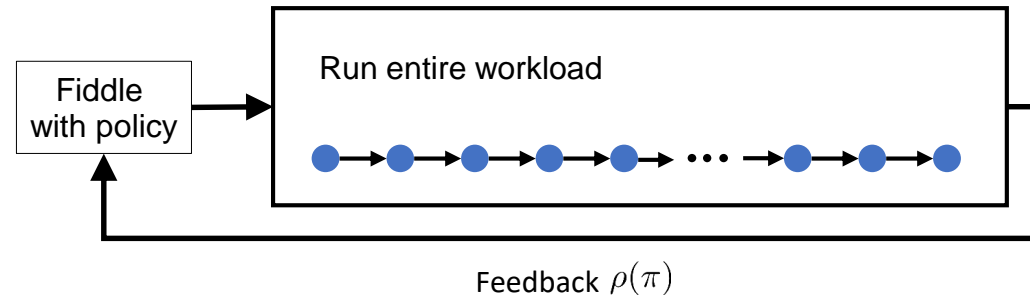 Run entire workload
Fiddle
with policy
Feedback ρ(π)